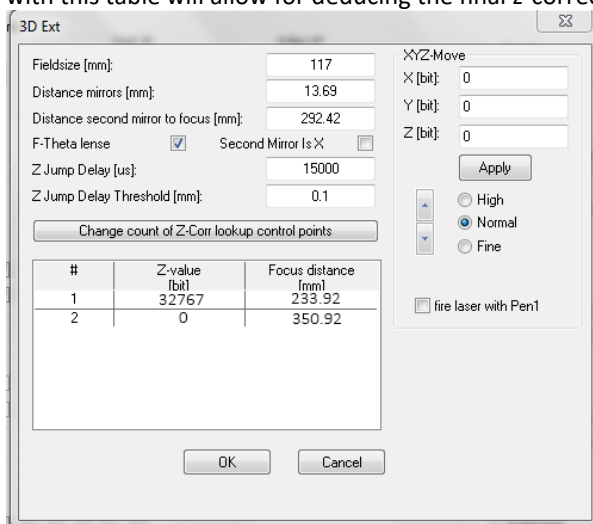 with this table will allow for deducing the final z-correc
3D Ext
Fieldsize [mm]: 117
Distance mirrors [mm]: 13.69
Distance second mirror to focus [mm]: 292.42
F-Theta lense Second Mirror Is X
Z Jump Delay [us]: 15000
Z Jump Delay Threshold [mm]: 0.1
Change count of Z-Corr lookup control points
# Z-value [bit] Focus distance [mm]
1 32767 233.92
2 0 350.92
OK Cancel
XYZ-Move
X [bit]: 0
Y [bit]: 0
Z [bit]: 0
Apply
High
Normal
Fine
fire laser with Pen1